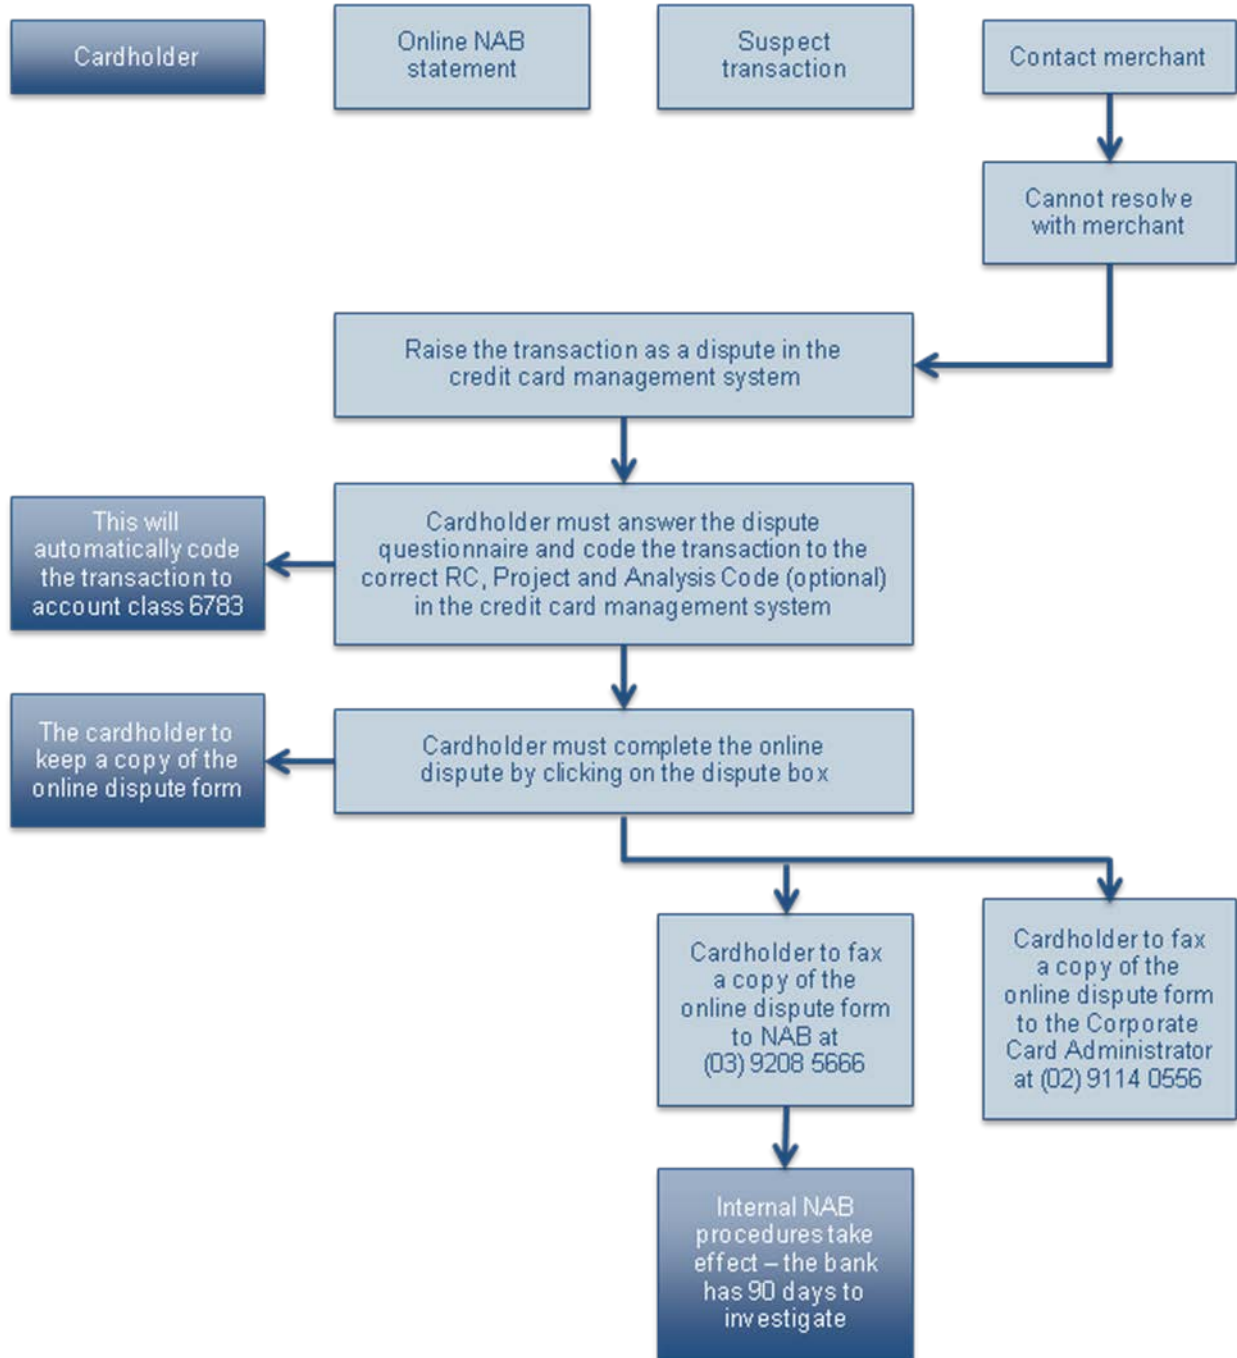 Cardholder
Online NAB
statement
Suspect
transaction
Contact merchant
Cannot resolve
with merchant
Raise the transaction as a dispute in the
credit card management system
This will
automatically code
the transaction to
account class 6783
Cardholder must answer the dispute
questionnaire and code the transaction to the
correct RC, Project and Analysis Code (optional)
in the credit card management system
The cardholder to
keep a copy of the
online dispute form
Cardholder must complete the online
dispute by clicking on the dispute box
Cardholder to fax
a copy of the
online dispute form
to NAB at
(03) 9208 5666
Cardholder to fax
a copy of the
online dispute form
to the Corporate
Card Administrator
at (02) 9114 0556
Internal NAB
procedures take
effect – the bank
has 90 days to
investigate